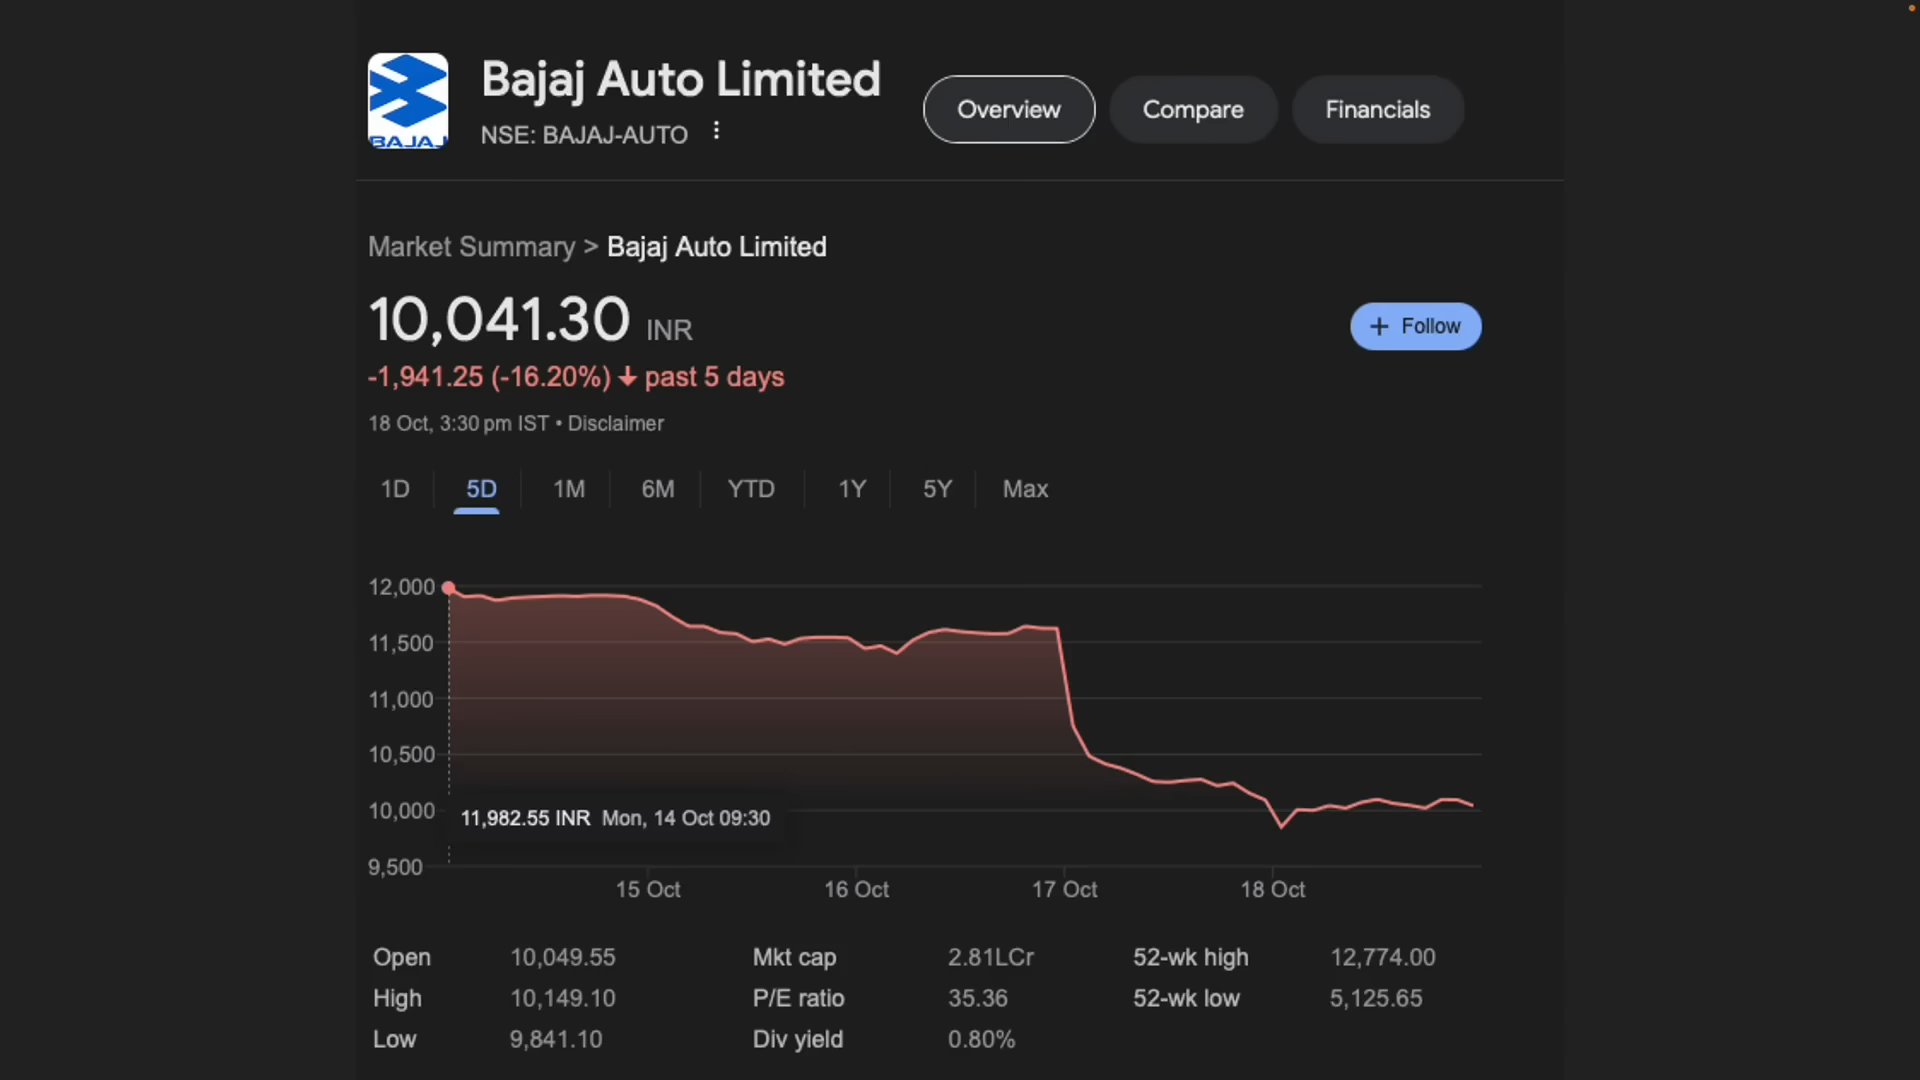 BAJAJ
Bajaj Auto Limited
NSE: BAJAJ-AUTO
Overview
Compare
Financials
Market Summary > Bajaj Auto Limited
10,041.30 INR
+ Follow
-1,941.25 (-16.20%) ↓ past 5 days
18 Oct, 3:30 pm IST • Disclaimer
1D 5D 1M 6M YTD 1Y 5Y Max
12,000
11,500
11,000
10,500
10,000
9,500
11,982.55 INR Mon, 14 Oct 09:30
15 Oct 16 Oct 17 Oct 18 Oct
Open 10,049.55 Mkt cap 2.81LCr 52-wk high 12,774.00
High 10,149.10 P/E ratio 35.36 52-wk low 5,125.65
Low 9,841.10 Div yield 0.80%